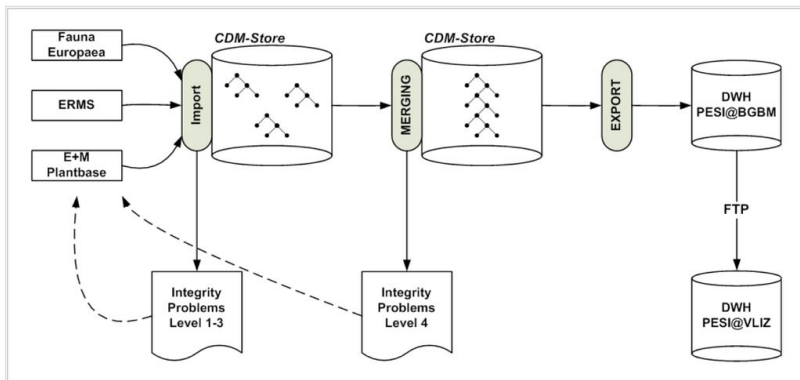 Fauna
Europaea
ERMS
E+M
Plantbase
Import
CDM-Store
MERGING
CDM-Store
EXPORT
DWH
PESI@BGBM
FTP
Integrity
Problems
Level 1-3
Integrity
Problems
Level 4
DWH
PESI@VLIZ